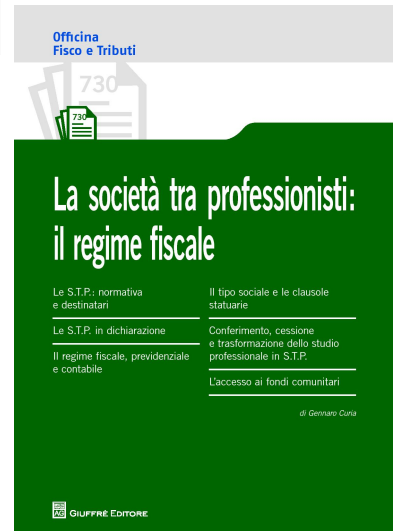 Officina
Fisco e Tributi
730
730
La società tra professionisti:
il regime fiscale
Le S.T.P.: normativa
e destinatari
Le S.T.P. in dichiarazione
Il regime fiscale, previdenziale
e contabile
Il tipo sociale e le clausole
statuarie
Conferimento, cessione
e trasformazione dello studio
professionale in S.T.P.
L'accesso ai fondi comunitari
di Gennaro Curia
GIUFFRÈ EDITORE